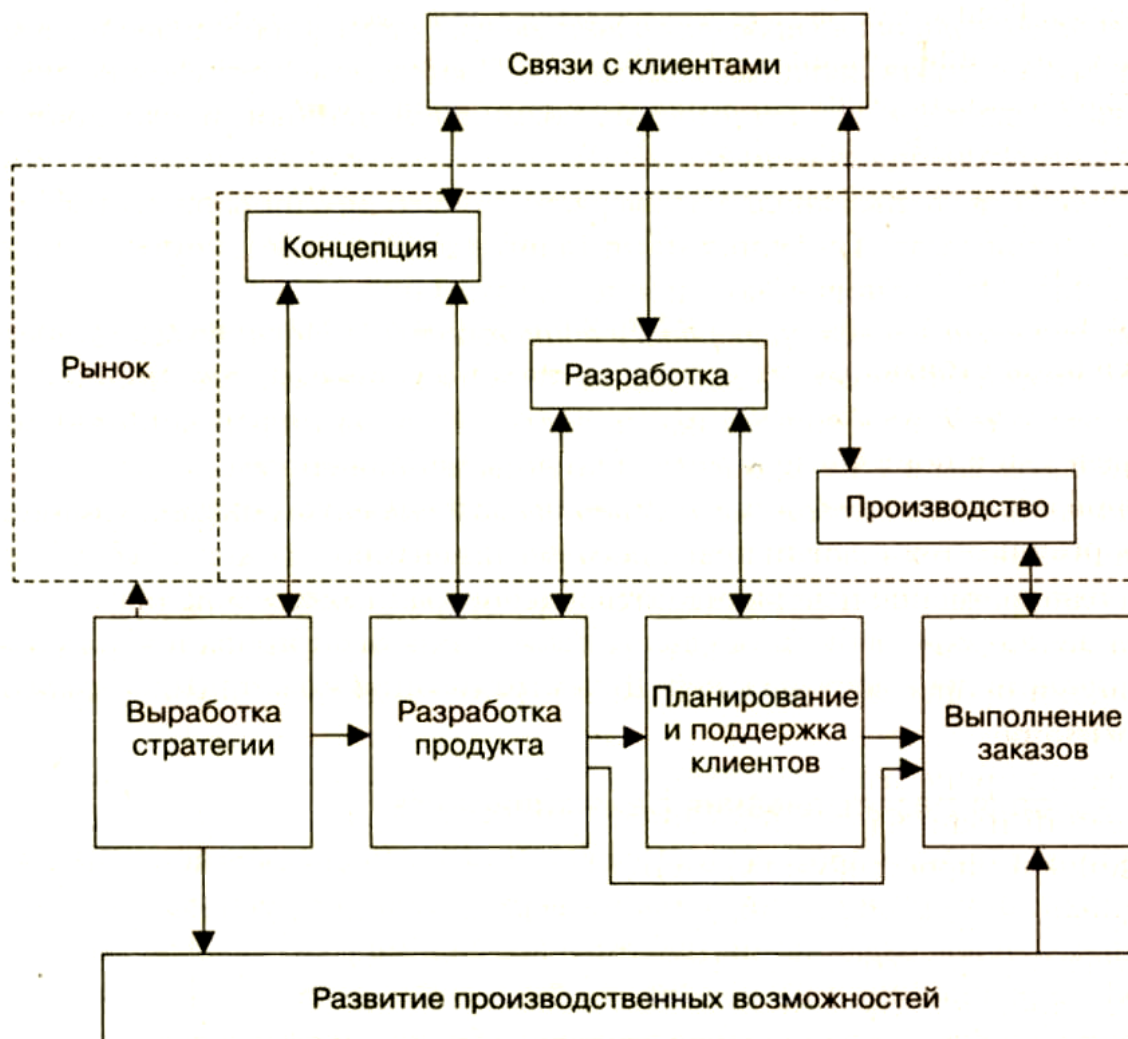 Связи с клиентами
Концепция
Рынок
Разработка
Производство
Выработка
стратегии
Разработка
продукта
Планирование
и поддержка
клиентов
Выполнение
заказов
Развитие производственных возможностей